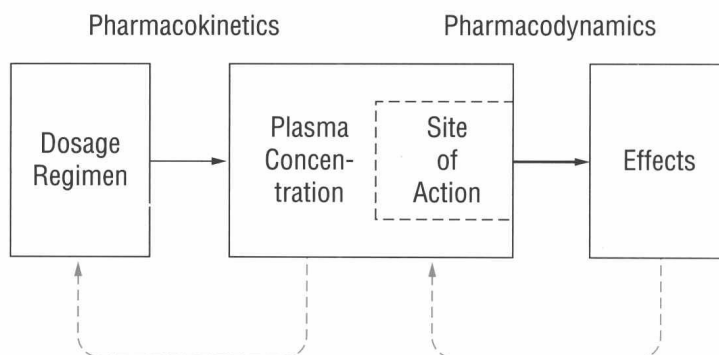 Pharmacokinetics
Pharmacodynamics
Dosage
Regimen
Plasma
Concen-
tration
Site
of
Action
Effects